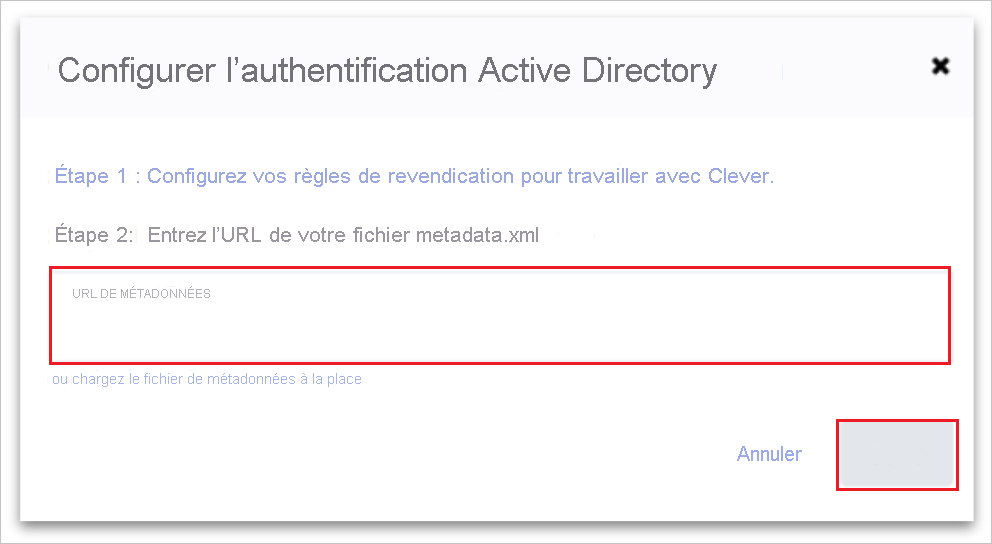 Configurer l’authentification Active Directory
Étape 1 : Configurez vos règles de revendication pour travailler avec Clever.
Étape 2: Entrez l’URL de votre fichier metadata.xml
URL DE MÉTADONNÉES
ou chargez le fichier de métadonnées à la place
Annuler